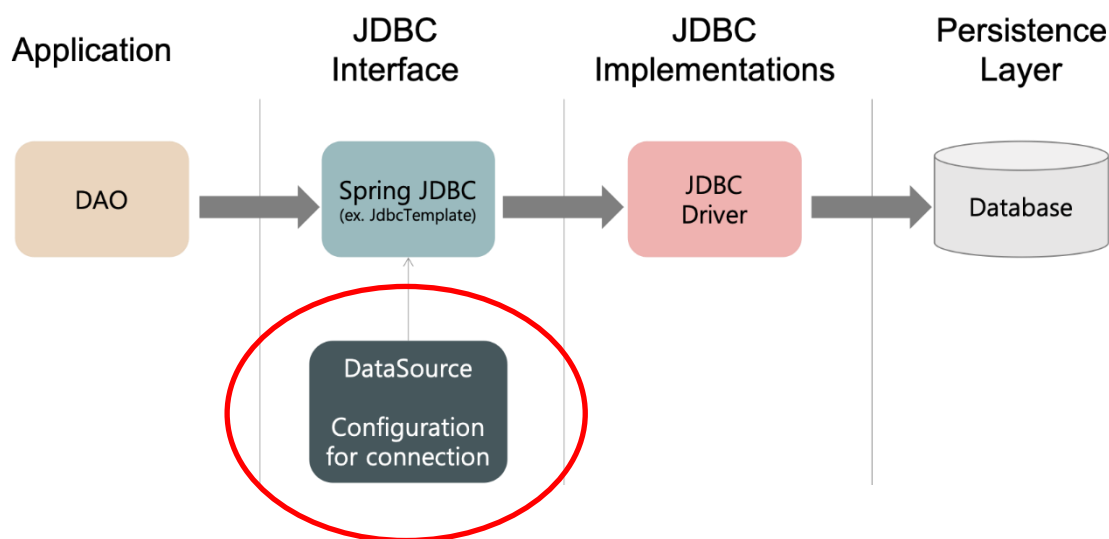 Application
JDBC
Interface
JDBC
Implementations
Persistence
Layer
DAO
Spring JDBC
(ex. JdbcTemplate)
JDBC
Driver
Database
DataSource
Configuration
for connection